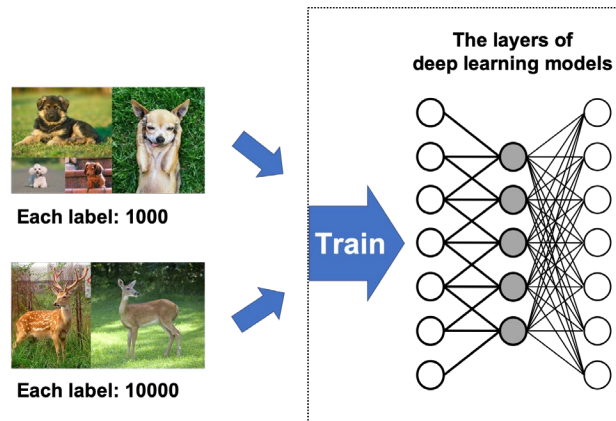 The layers of
deep learning models
Each label: 1000
Train
Each label: 10000